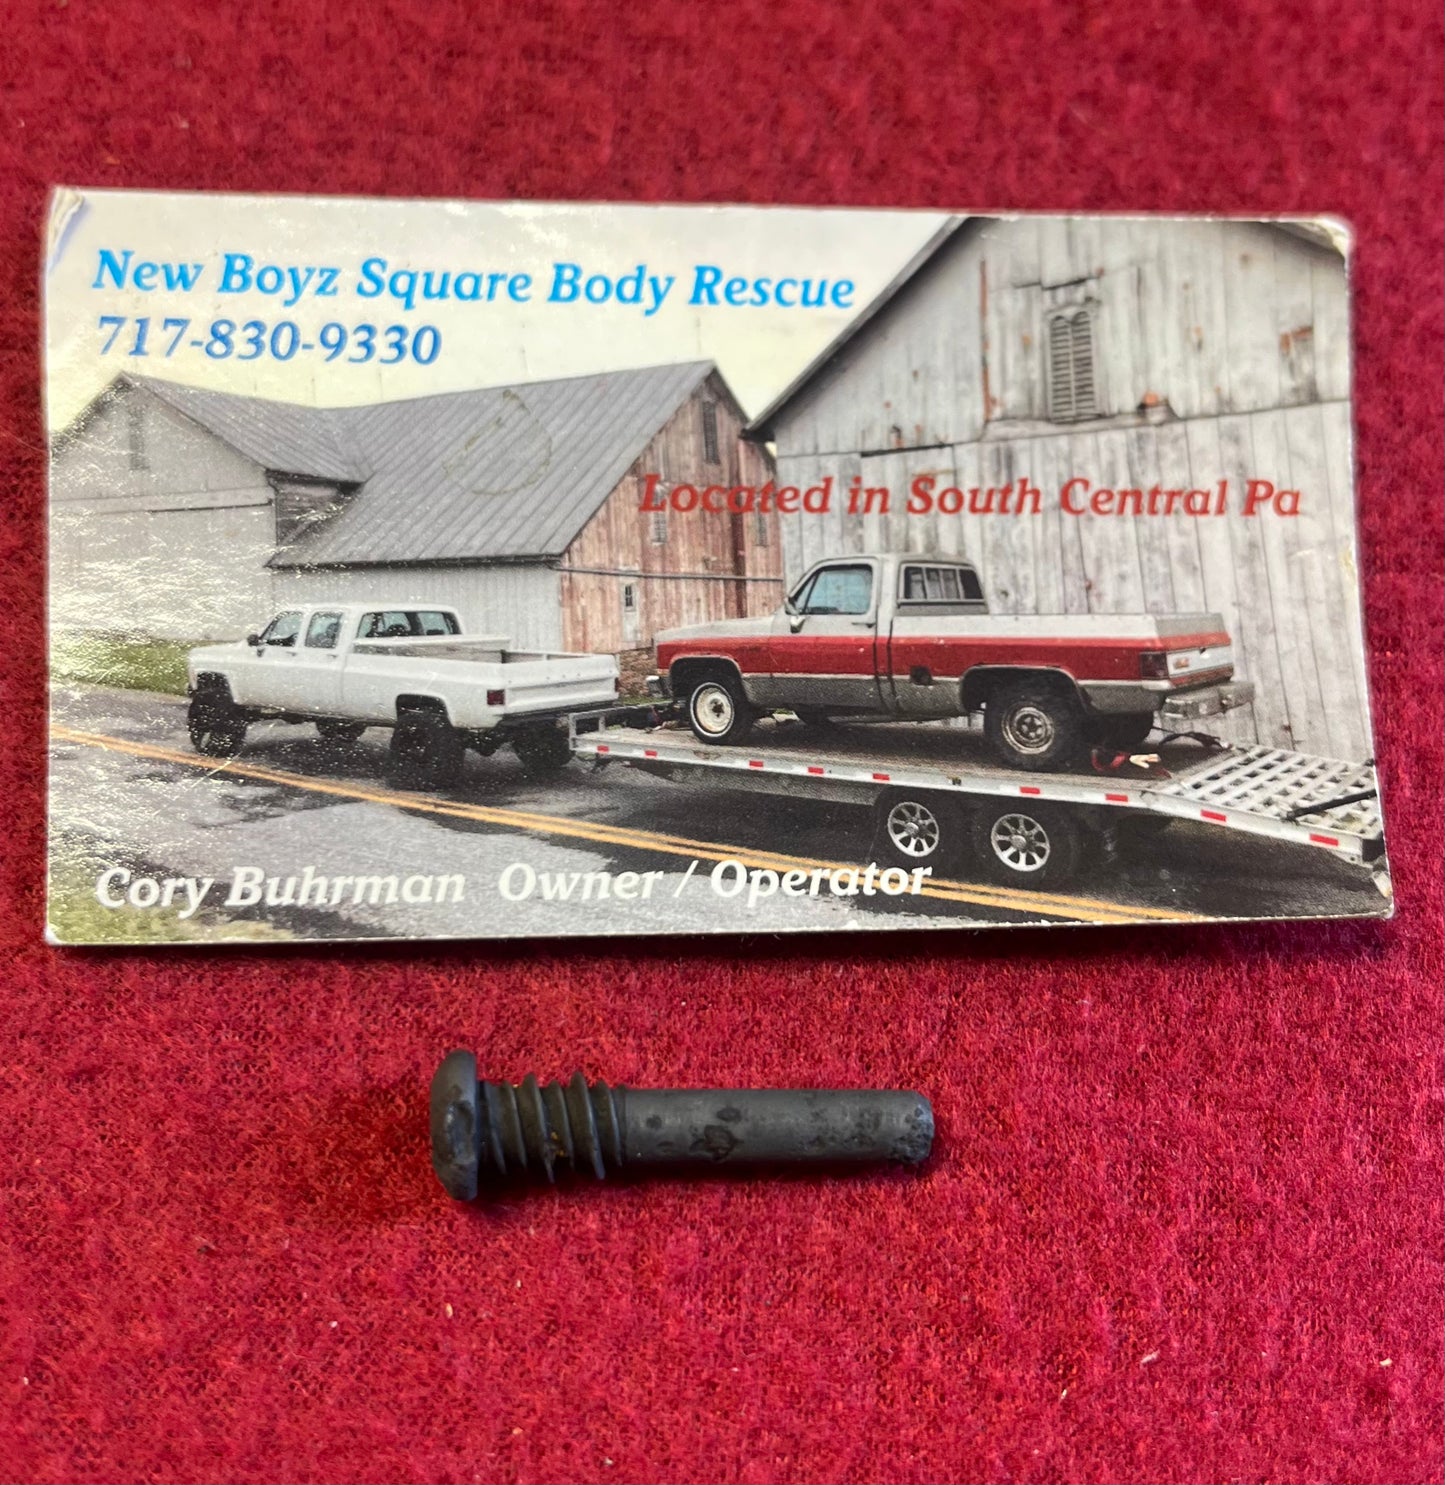 New Boyz Square Body Rescue
717-830-9330
Located in South Central Pa
Cory Buhrman Owner / Operator